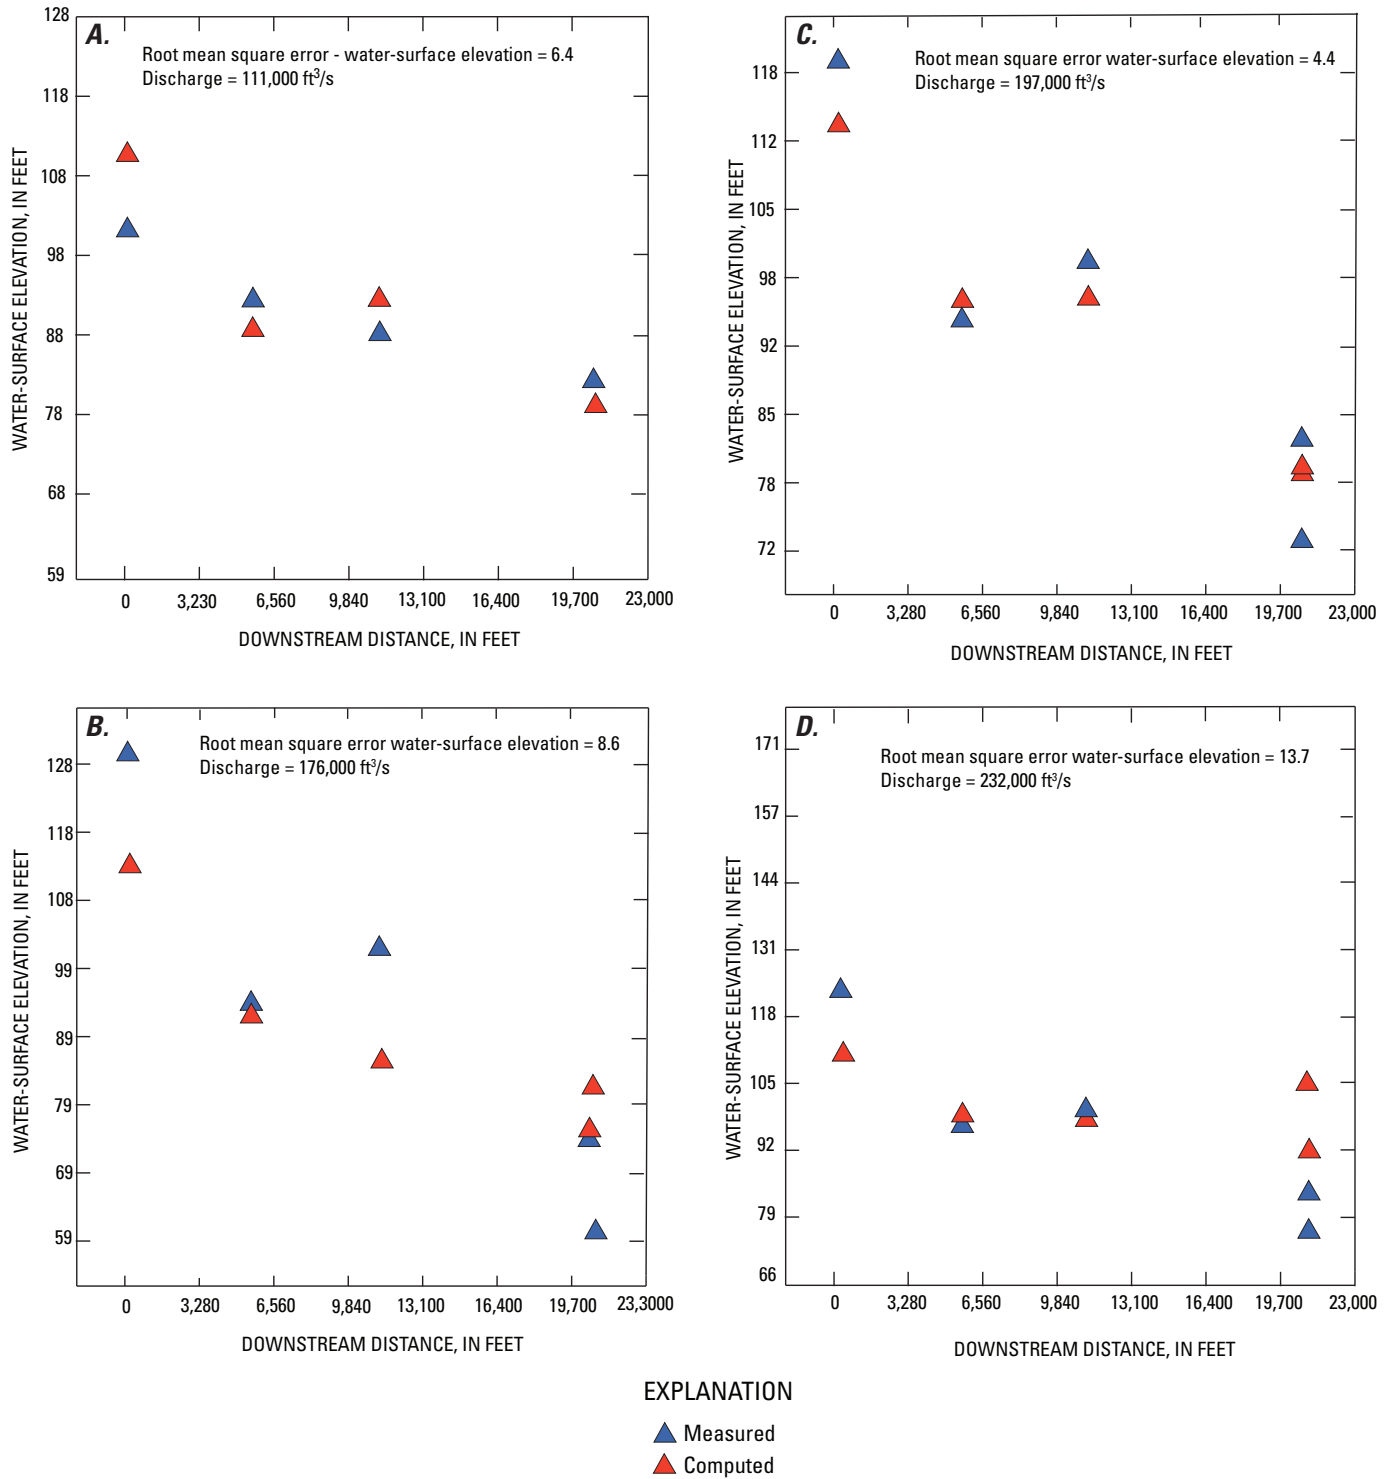 A.
Root mean square error - water-surface elevation = 6.4
Discharge = 111,000 ft³/s
WATER-SURFACE ELEVATION, IN FEET
128
118
108
98
88
78
68
59
0 3,230 6,560 9,840 13,100 16,400 19,700 23,000
DOWNSTREAM DISTANCE, IN FEET
C.
Root mean square error water-surface elevation = 4.4
Discharge = 197,000 ft³/s
WATER-SURFACE ELEVATION, IN FEET
118
112
105
98
92
85
78
72
0 3,280 6,560 9,840 13,100 16,400 19,700 23,000
DOWNSTREAM DISTANCE, IN FEET
B.
Root mean square error water-surface elevation = 8.6
Discharge = 176,000 ft³/s
WATER-SURFACE ELEVATION, IN FEET
128
118
108
99
89
79
69
59
0 3,280 6,560 9,840 13,100 16,400 19,700 23,3000
DOWNSTREAM DISTANCE, IN FEET
D.
Root mean square error water-surface elevation = 13.7
Discharge = 232,000 ft³/s
WATER-SURFACE ELEVATION, IN FEET
171
157
144
131
118
105
92
79
66
0 3,280 6,560 9,840 13,100 16,400 19,700 23,000
DOWNSTREAM DISTANCE, IN FEET
EXPLANATION
Measured
Computed